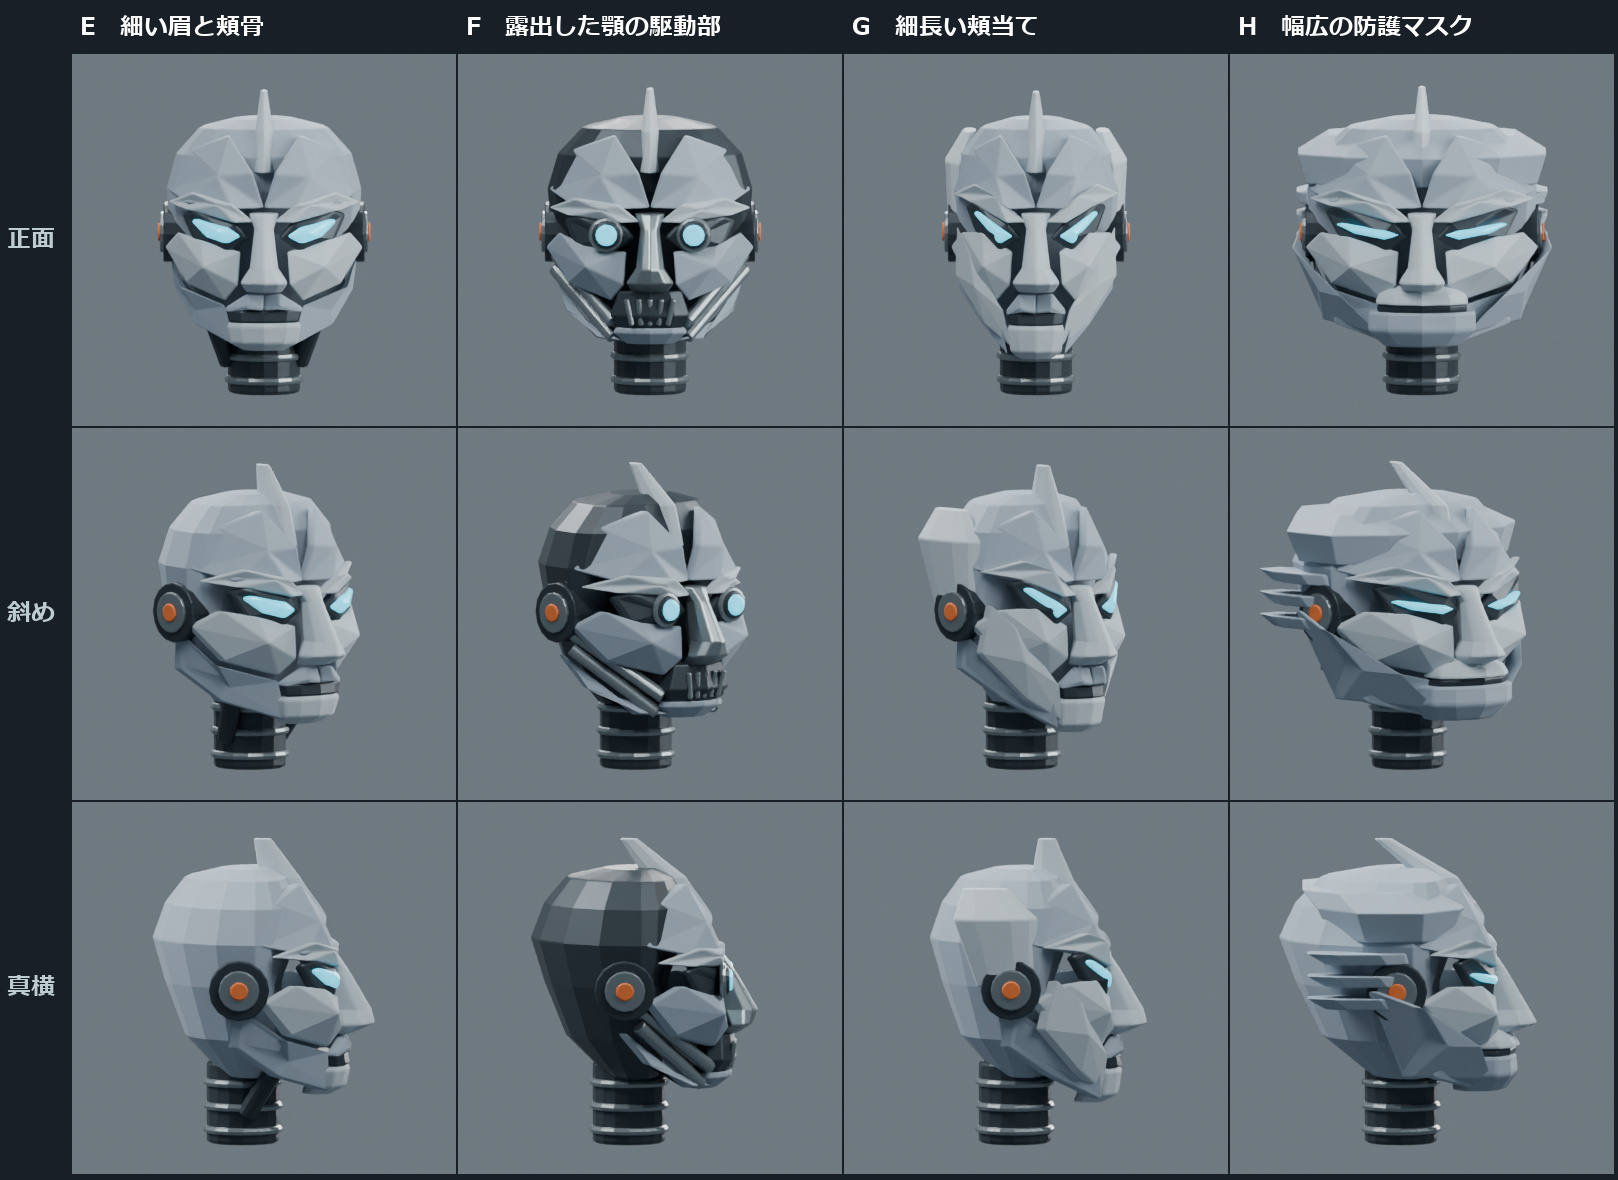 E 細い眉と頬骨
F 露出した顎の駆動部
G 細長い頬当て
H 幅広の防護マスク
正面
斜め
真横